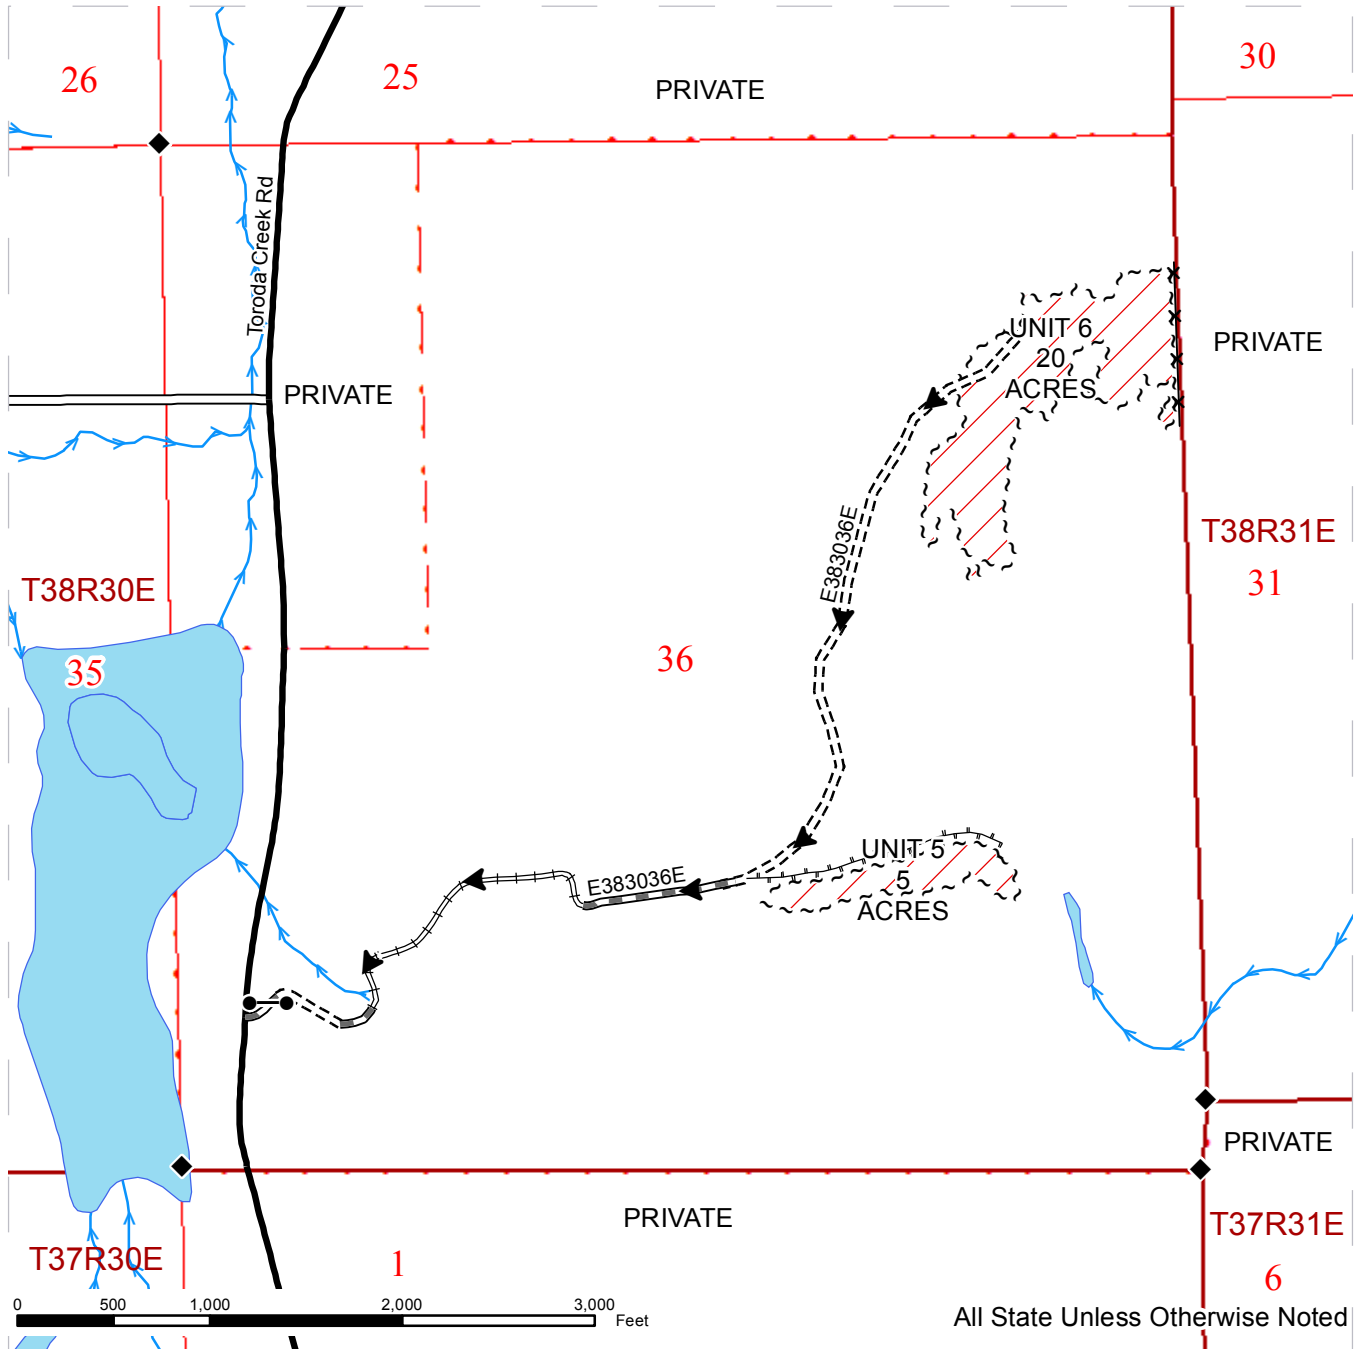 26
25
30
PRIVATE
Toroda Creek Rd
UNIT 6
20
ACRES
PRIVATE
PRIVATE
E383036E
T38R31E
31
T38R30E
35
36
UNIT 5
5
ACRES
E383036E
PRIVATE
PRIVATE
T37R31E
T37R30E
1
6
0 500 1,000 2,000 3,000
Feet
All State Unless Otherwise Noted